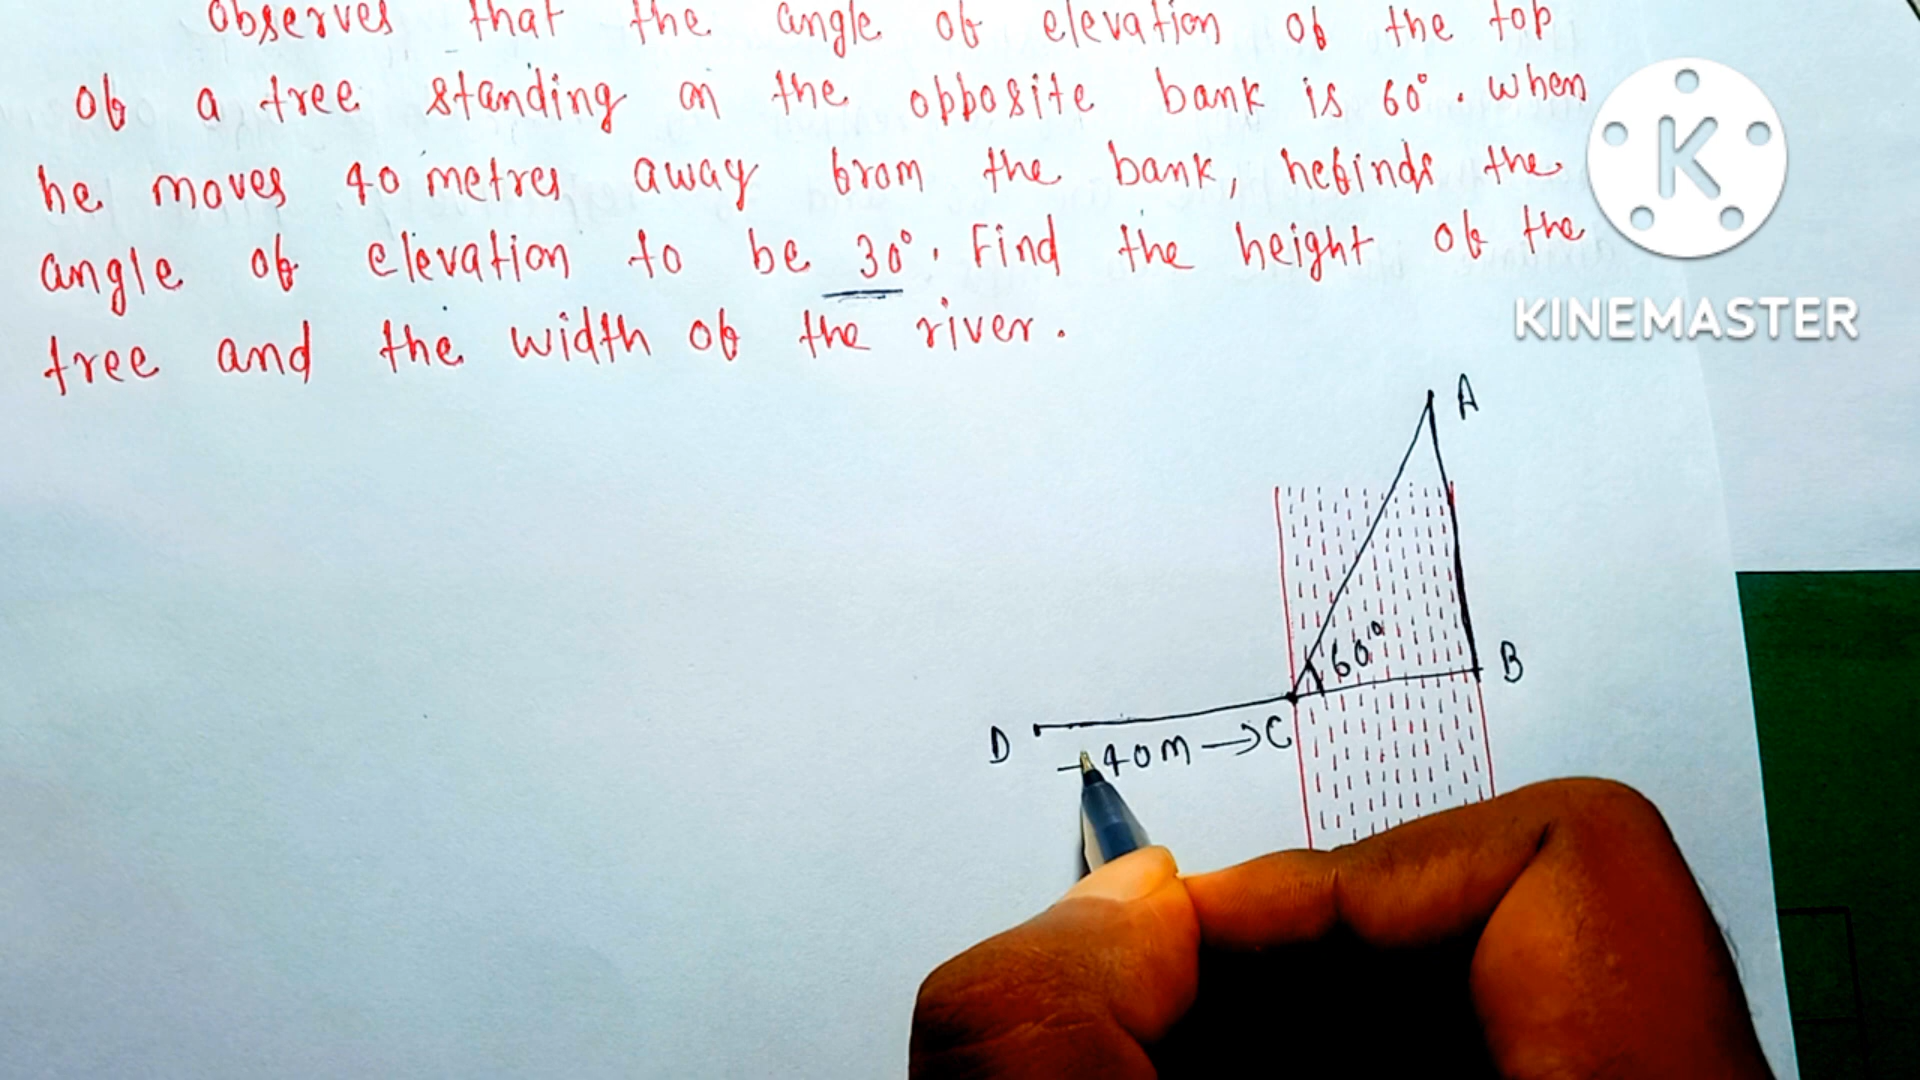 observes that the angle of elevation of the top
of a tree standing on the opposite bank is 60°. when
he moves 40 metres away from the bank, he finds the
angle of elevation to be 30°. Find the height of the
tree and the width of the river.
K
KINEMASTER
A
60°
B
D
40m
C